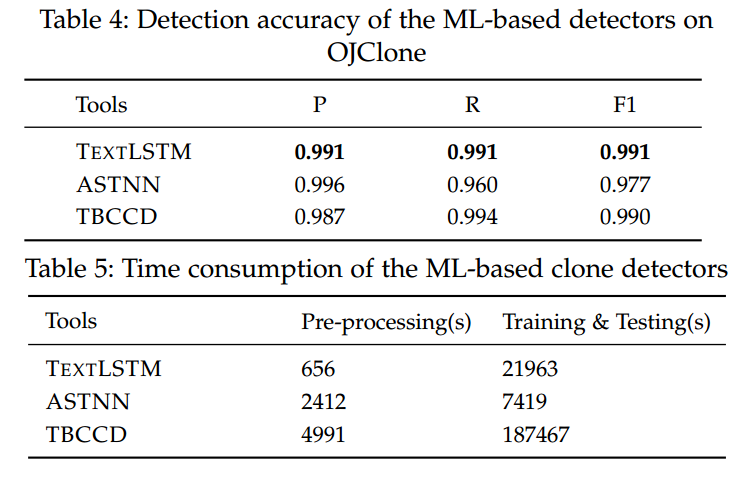 Table 4: Detection accuracy of the ML-based detectors on
OJClone
Tools P R F1
TEXTLSTM 0.991 0.991 0.991
ASTNN 0.996 0.960 0.977
TBCCD 0.987 0.994 0.990
Table 5: Time consumption of the ML-based clone detectors
Tools Pre-processing(s) Training & Testing(s)
TEXTLSTM 656 21963
ASTNN 2412 7419
TBCCD 4991 187467